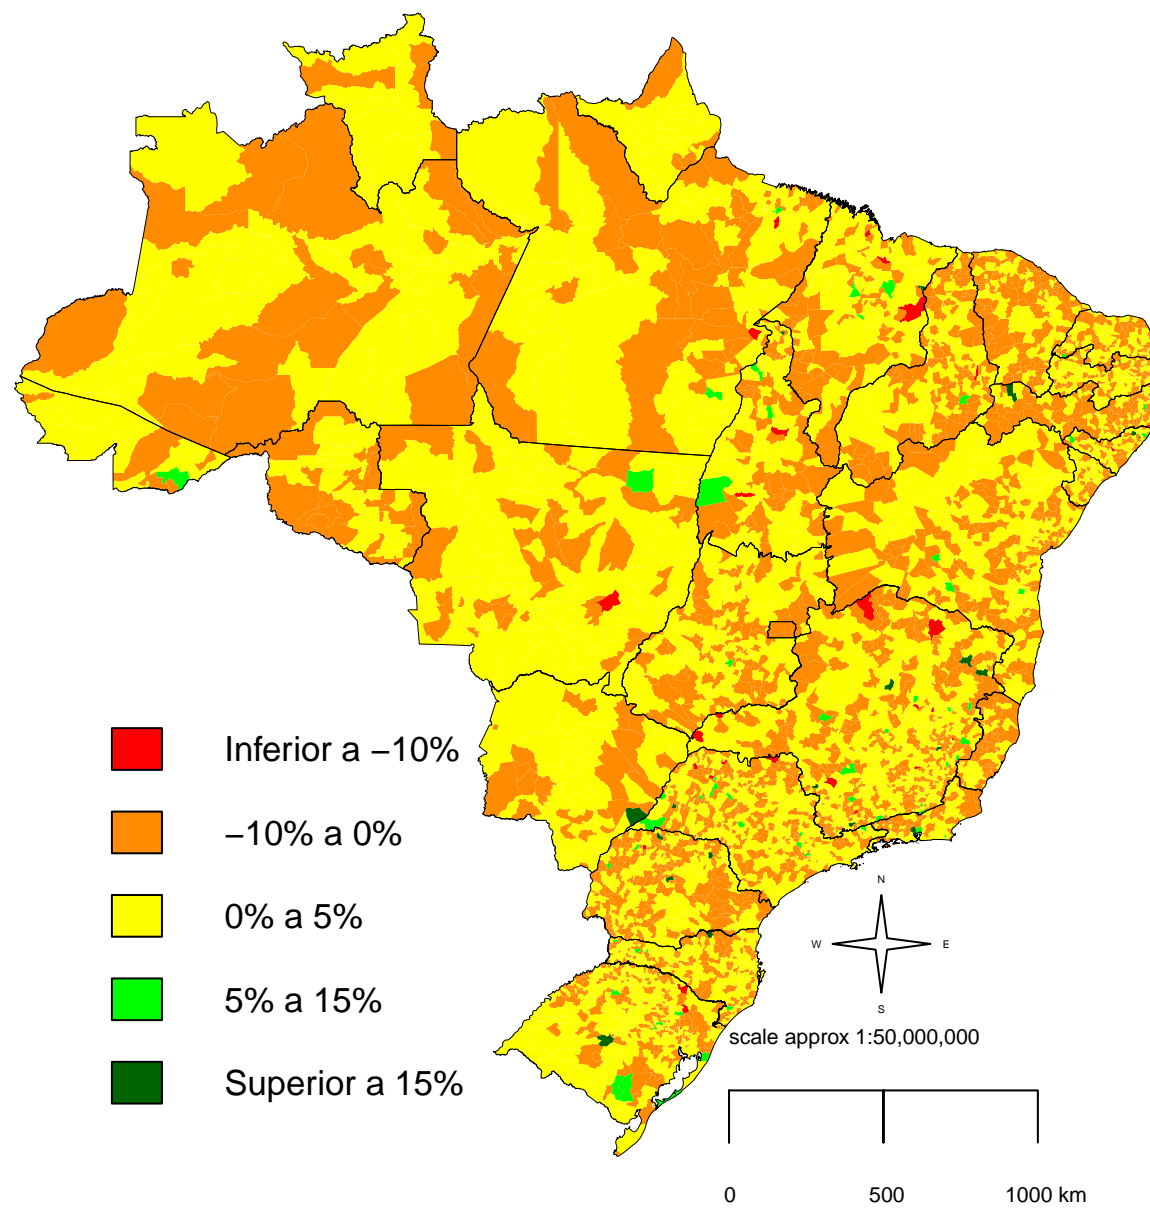 Inferior a −10%
−10% a 0%
0% a 5%
5% a 15%
Superior a 15%
N
W
E
S
scale approx 1:50,000,000
0 500 1000 km